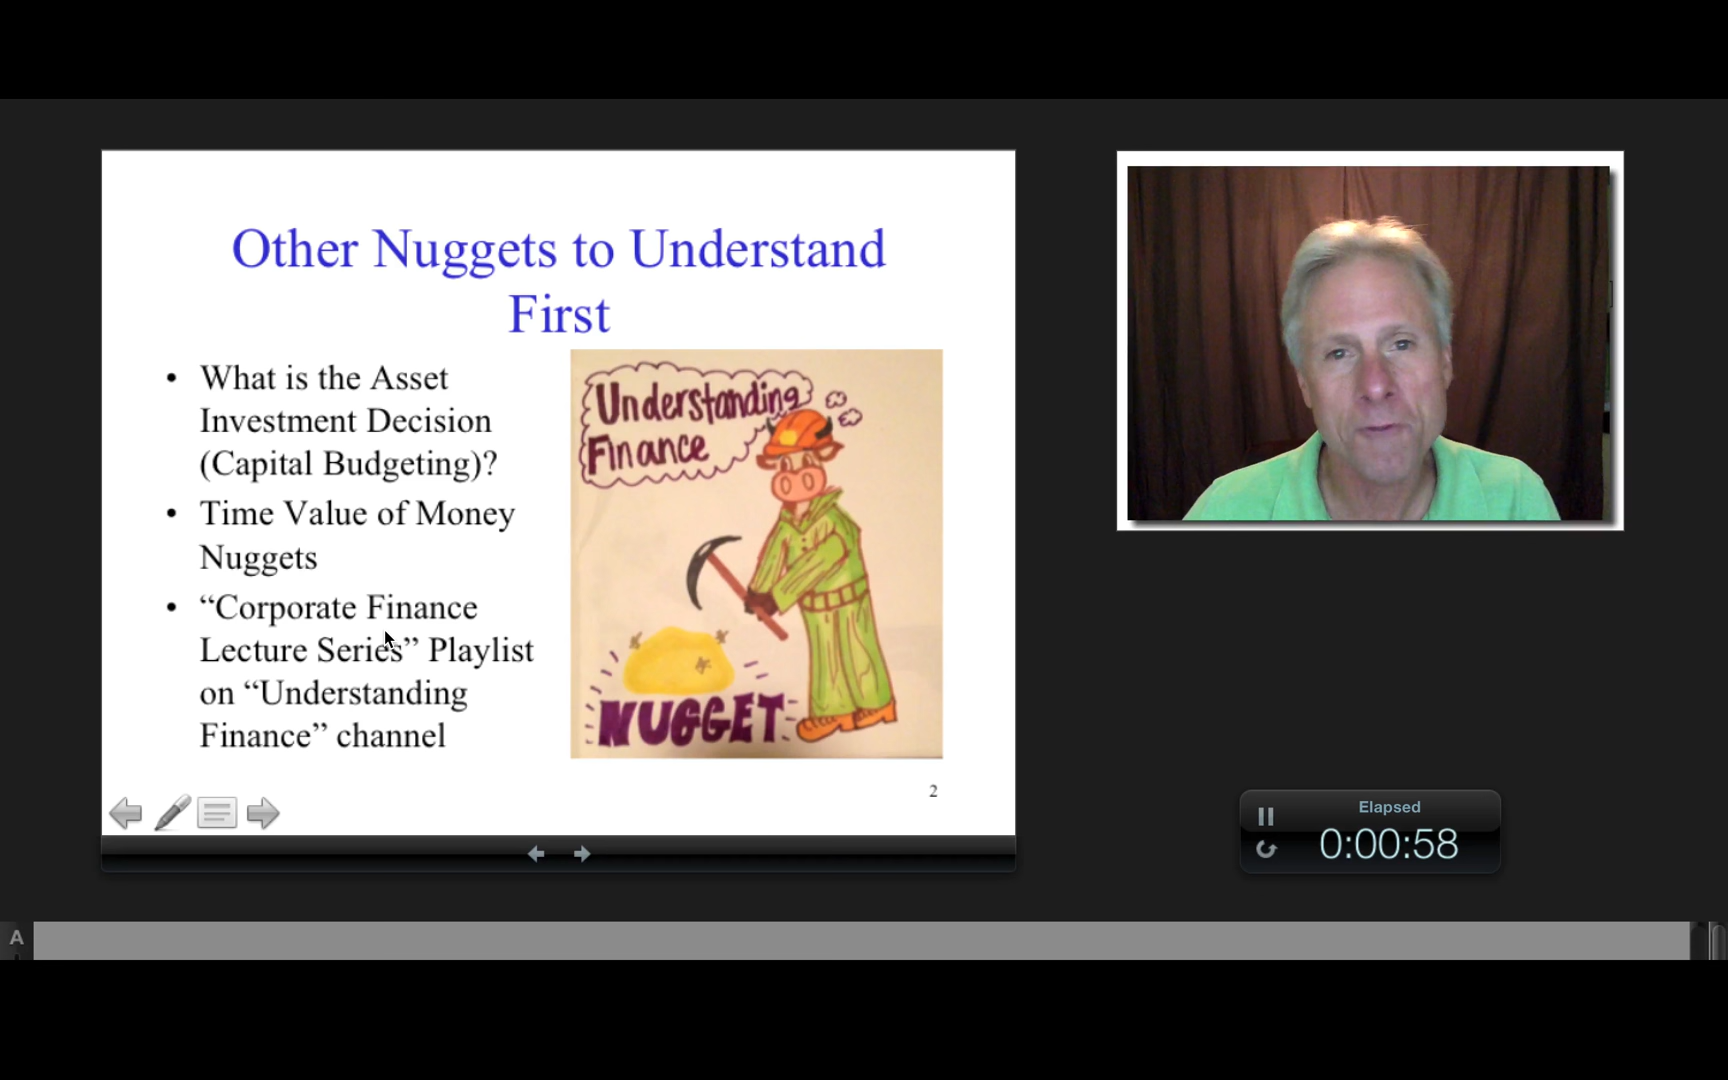 Other Nuggets to Understand
First
• What is the Asset
Investment Decision
(Capital Budgeting)?
• Time Value of Money
Nuggets
• “Corporate Finance
Lecture Series” Playlist
on “Understanding
Finance” channel
Understanding
Finance
NUGGET
2
Elapsed
0:00:58
A